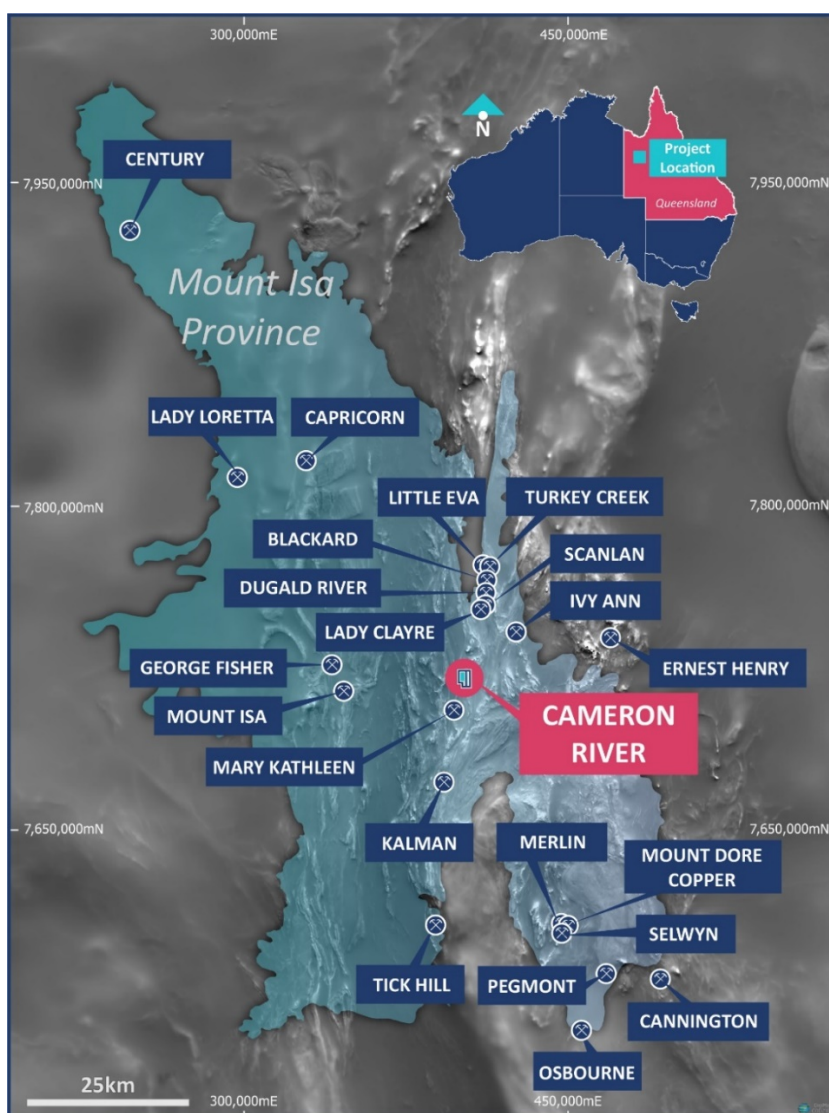 300,000mE
450,000mE
N
Project
Location
Queensland
7,950,000mN
7,950,000mN
CENTURY
Mount Isa
Province
LADY LORETTA
CAPRICORN
7,800,000mN
7,800,000mN
LITTLE EVA
TURKEY CREEK
BLACKARD
SCANLAN
DUGALD RIVER
IVY ANN
LADY CLAYRE
GEORGE FISHER
ERNEST HENRY
MOUNT ISA
CAMERON
RIVER
MARY KATHLEEN
7,650,000mN
7,650,000mN
KALMAN
MERLIN
MOUNT DORE
COPPER
SELWYN
TICK HILL
PEGMONT
CANNINGTON
OSBOURNE
25km
300,000mE
450,000mE